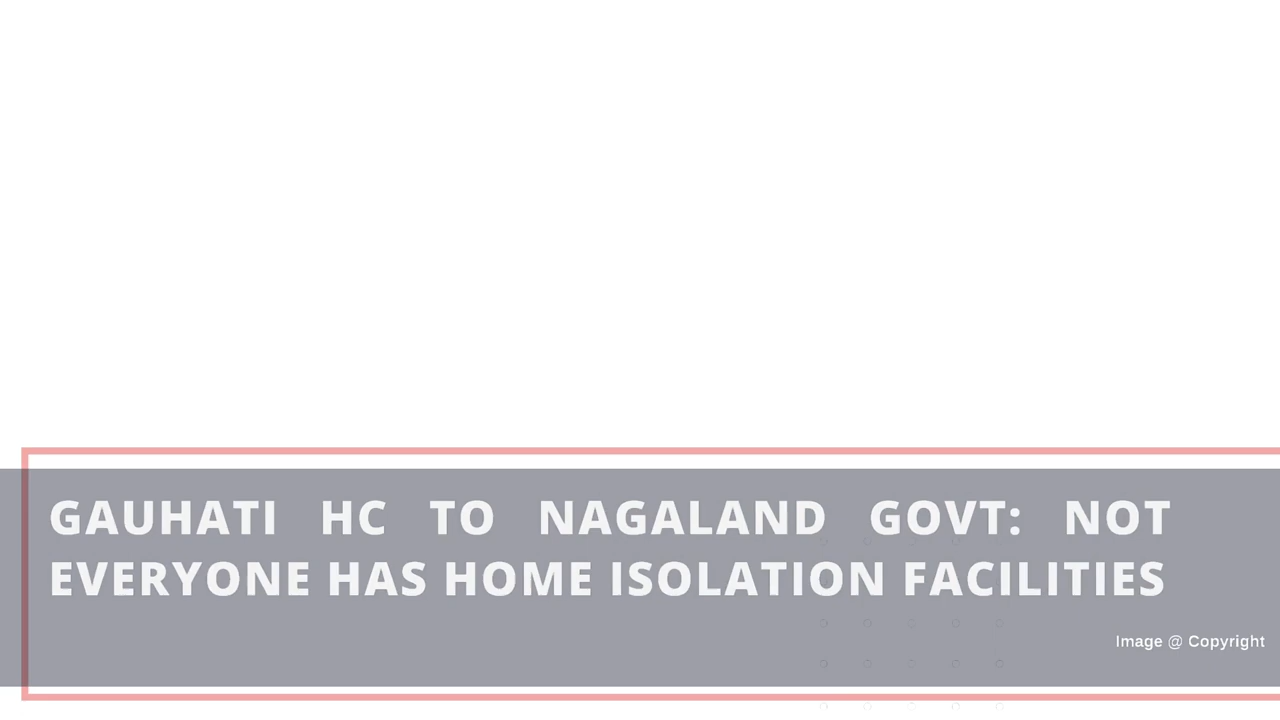 GAUHATI HC TO NAGALAND GOVT: NOT
EVERYONE HAS HOME ISOLATION FACILITIES
Image @ Copyright